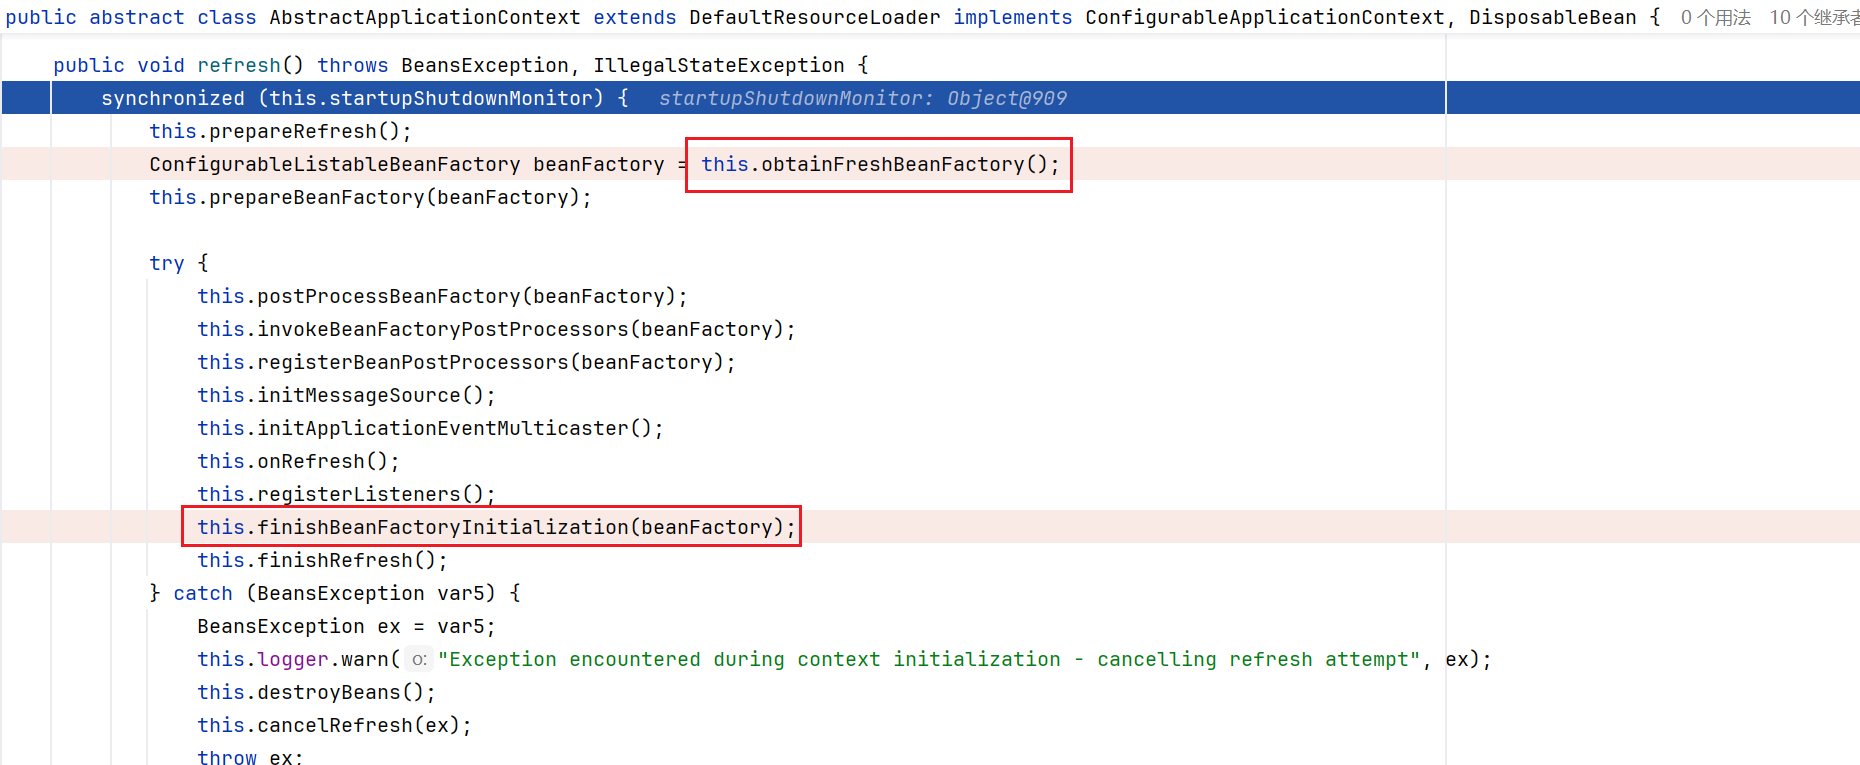 public abstract class AbstractApplicationContext extends DefaultResourceLoader implements ConfigurableApplicationContext, DisposableBean {  0 个用法  10 个继承者
    public void refresh() throws BeansException, IllegalStateException {
        synchronized (this.startupShutdownMonitor) {  startupShutdownMonitor: Object@909
            this.prepareRefresh();
            ConfigurableListableBeanFactory beanFactory = this.obtainFreshBeanFactory();
            this.prepareBeanFactory(beanFactory);
            try {
                this.postProcessBeanFactory(beanFactory);
                this.invokeBeanFactoryPostProcessors(beanFactory);
                this.registerBeanPostProcessors(beanFactory);
                this.initMessageSource();
                this.initApplicationEventMulticaster();
                this.onRefresh();
                this.registerListeners();
                this.finishBeanFactoryInitialization(beanFactory);
                this.finishRefresh();
            } catch (BeansException var5) {
                BeansException ex = var5;
                this.logger.warn( o: "Exception encountered during context initialization - cancelling refresh attempt", ex);
                this.destroyBeans();
                this.cancelRefresh(ex);
                throw ex;